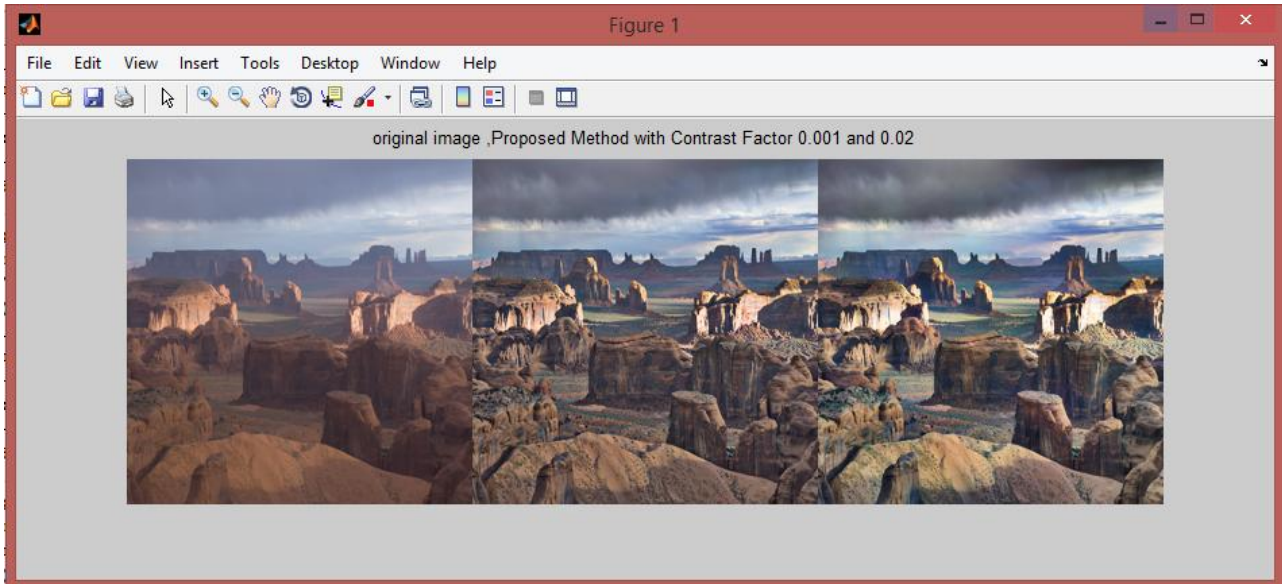 Figure 1
File Edit View Insert Tools Desktop Window Help
original image ,Proposed Method with Contrast Factor 0.001 and 0.02